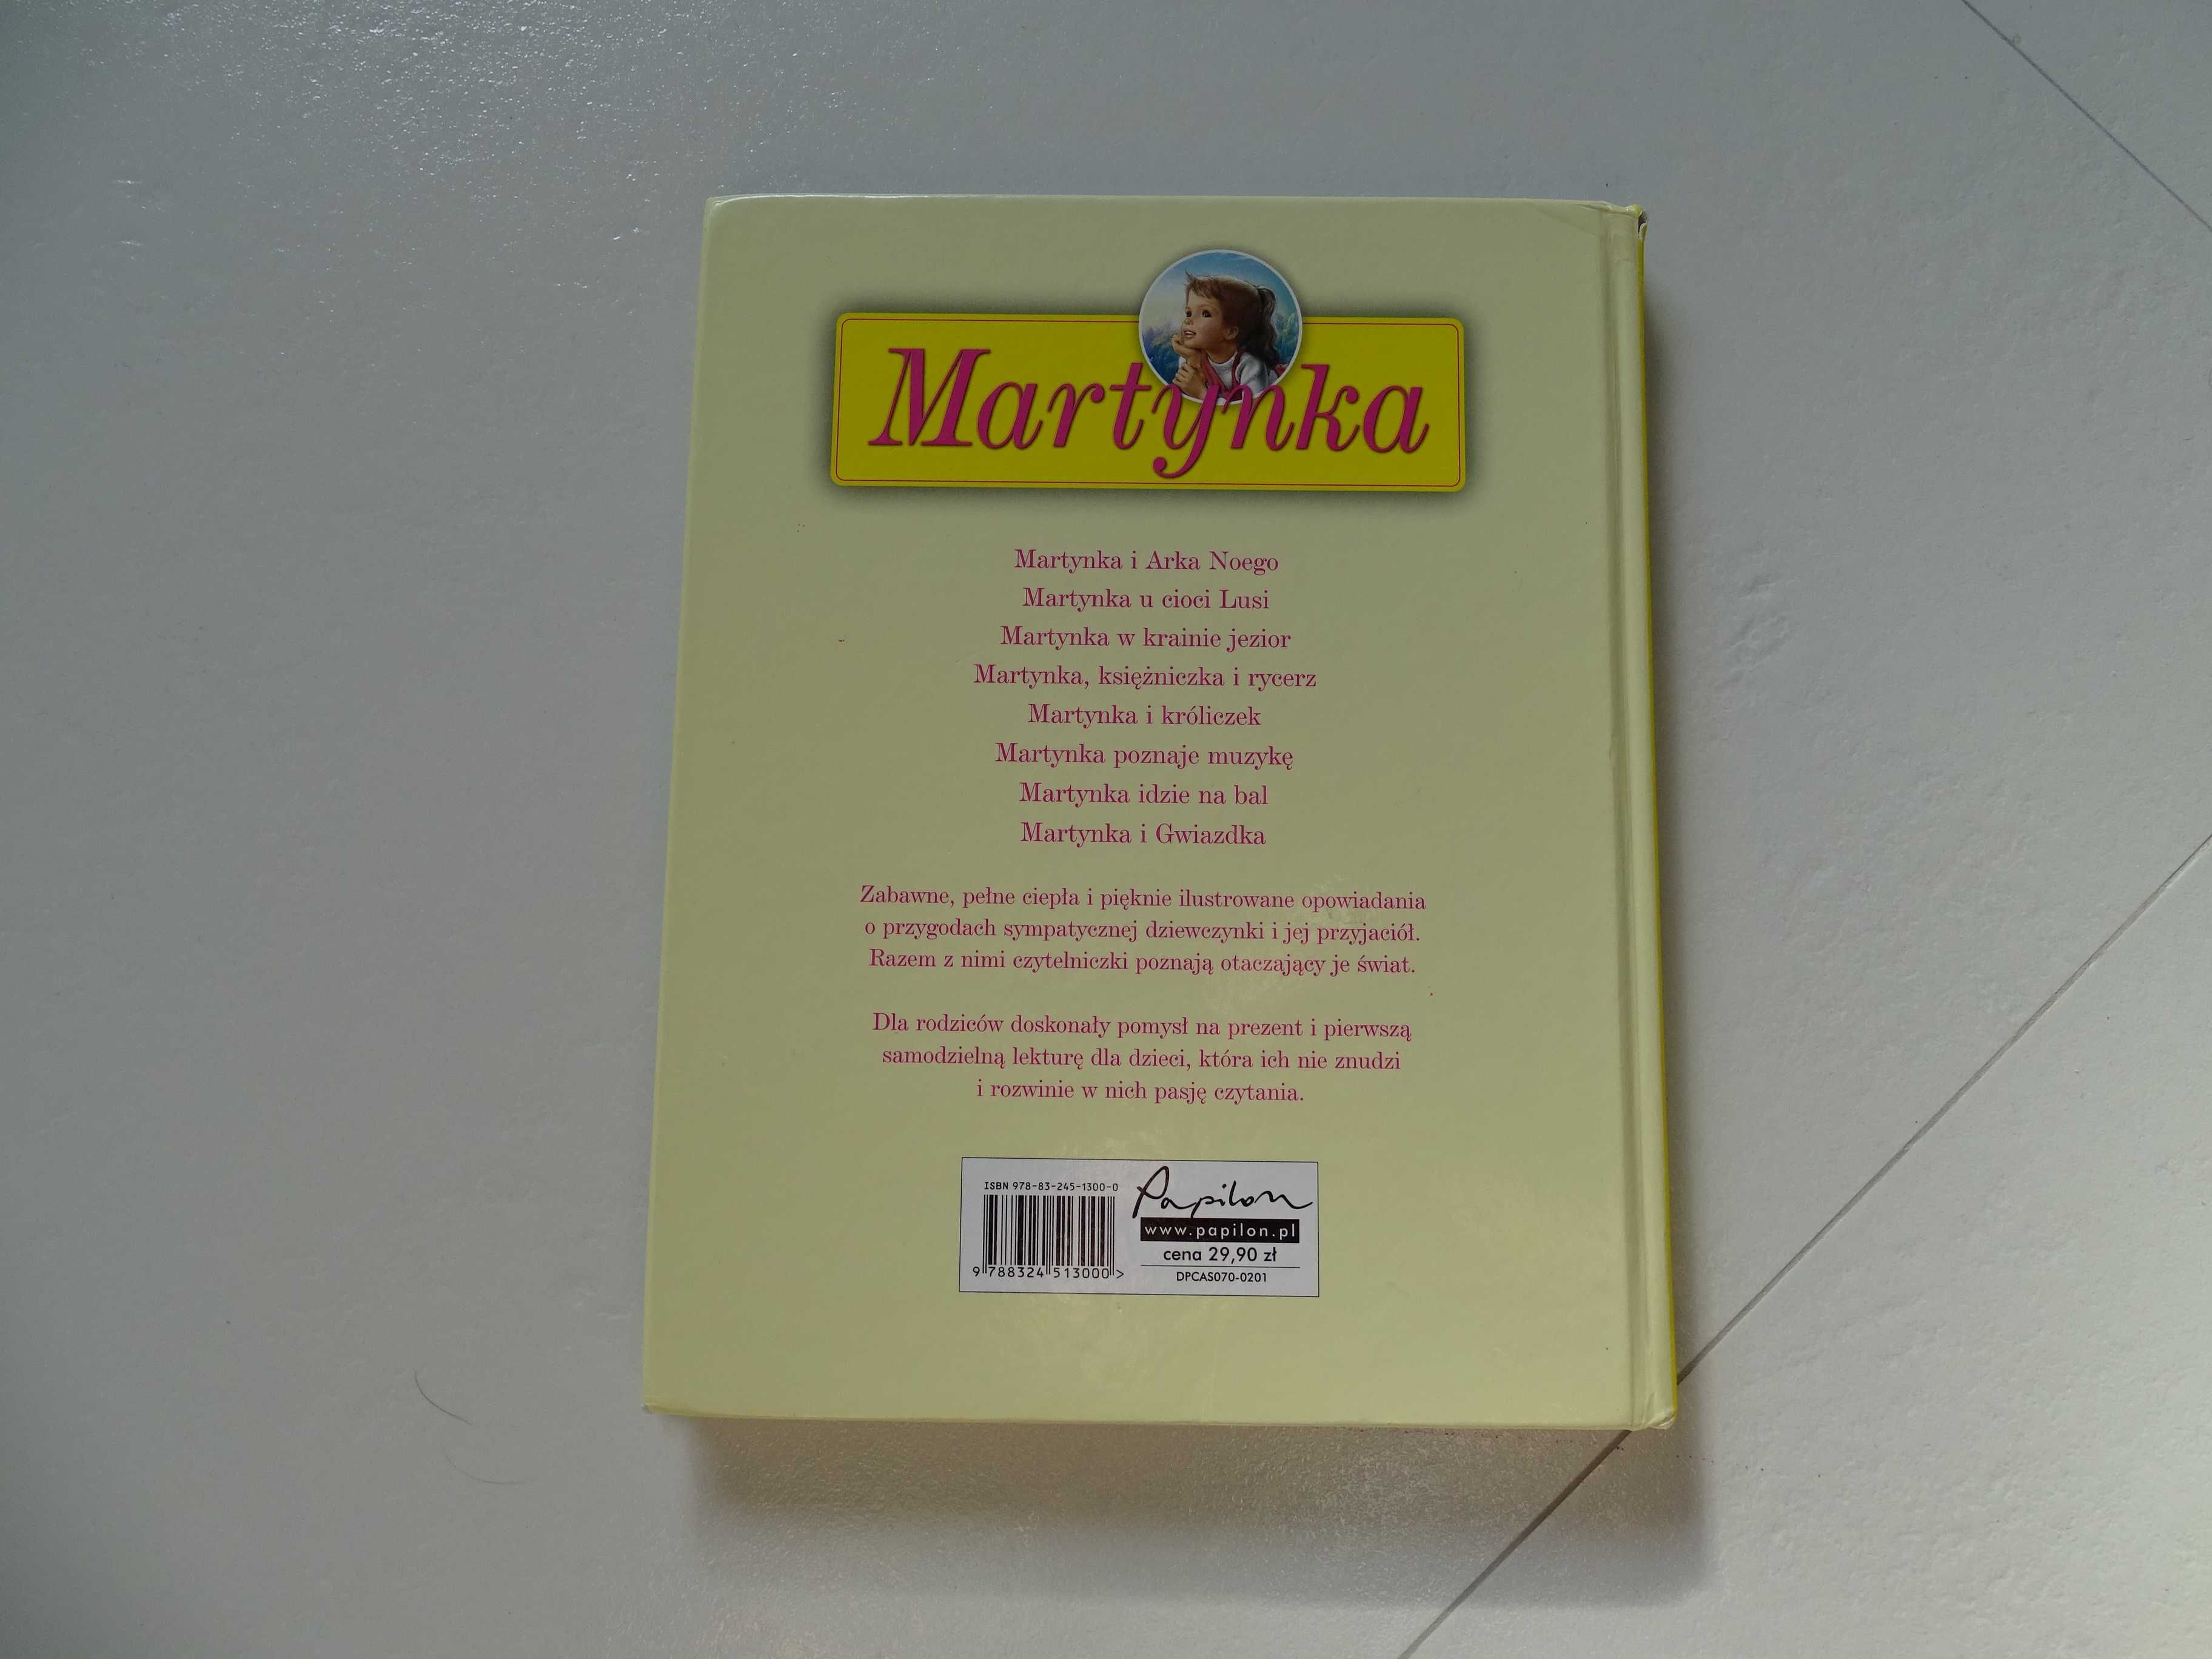 Martynka
Martynka i Arka Noego
Martynka u cioci Lusi
Martynka w krainie jezior
Martynka, księżniczka i rycerz
Martynka i króliczek
Martynka poznaje muzykę
Martynka idzie na bal
Martynka i Gwiazdka
Zabawne, pełne ciepła i pięknie ilustrowane opowiadania
o przygodach sympatycznej dziewczynki i jej przyjaciół.
Razem z nimi czytelniczki poznają otaczający je świat.
Dla rodziców doskonały pomysł na prezent i pierwszą
samodzielną lekturę dla dzieci, która ich nie znudzi
i rozwinie w nich pasję czytania.
ISBN 978-83-245-1300-0
9 788324 513000 >
Papilon
www.papilon.pl
cena 29,90 zł
DPCAS070-0201